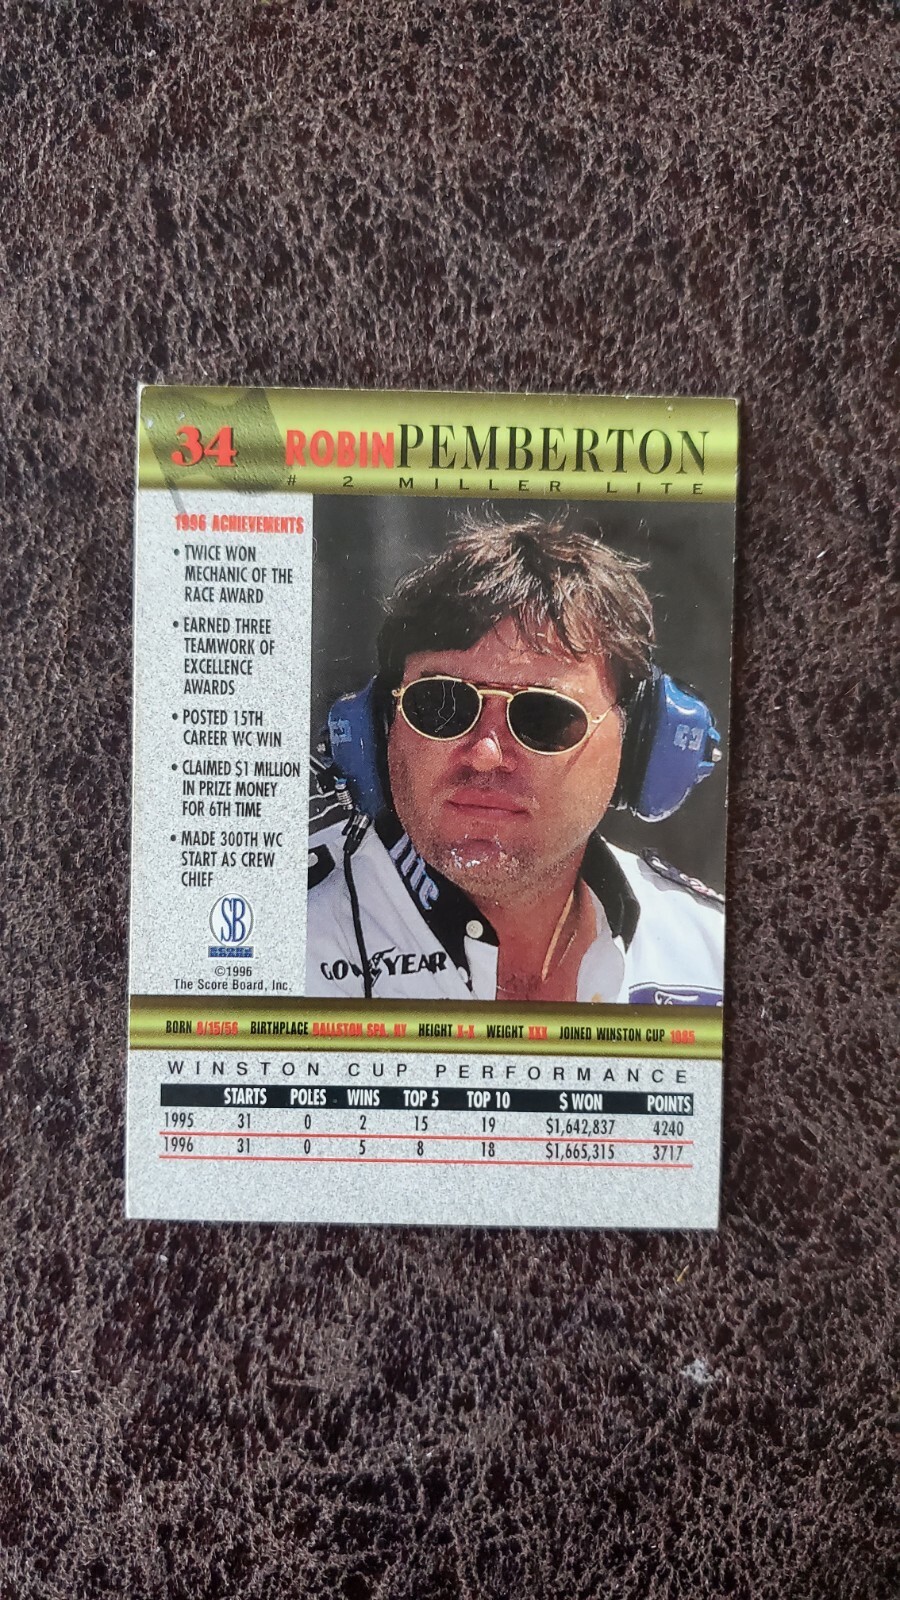 34 ROBIN PEMBERTON
# 2 MILLER LITE
1996 ACHIEVEMENTS
• TWICE WON
MECHANIC OF THE
RACE AWARD
• EARNED THREE
TEAMWORK OF
EXCELLENCE
AWARDS
• POSTED 15TH
CAREER WC WIN
• CLAIMED $1 MILLION
IN PRIZE MONEY
FOR 6TH TIME
• MADE 300TH WC
START AS CREW
CHIEF
SB
SCORE
BOARD
©1996
The Score Board, Inc.
Lite
GOODYEAR
Ford
BORN 8/15/56 BIRTHPLACE BALLSTON SPA, NY HEIGHT X-X WEIGHT XXX JOINED WINSTON CUP 1985
WINSTON CUP PERFORMANCE
STARTS POLES WINS TOP 5 TOP 10 $ WON POINTS
1995 31 0 2 15 19 $1,642,837 4240
1996 31 0 5 8 18 $1,665,315 3717